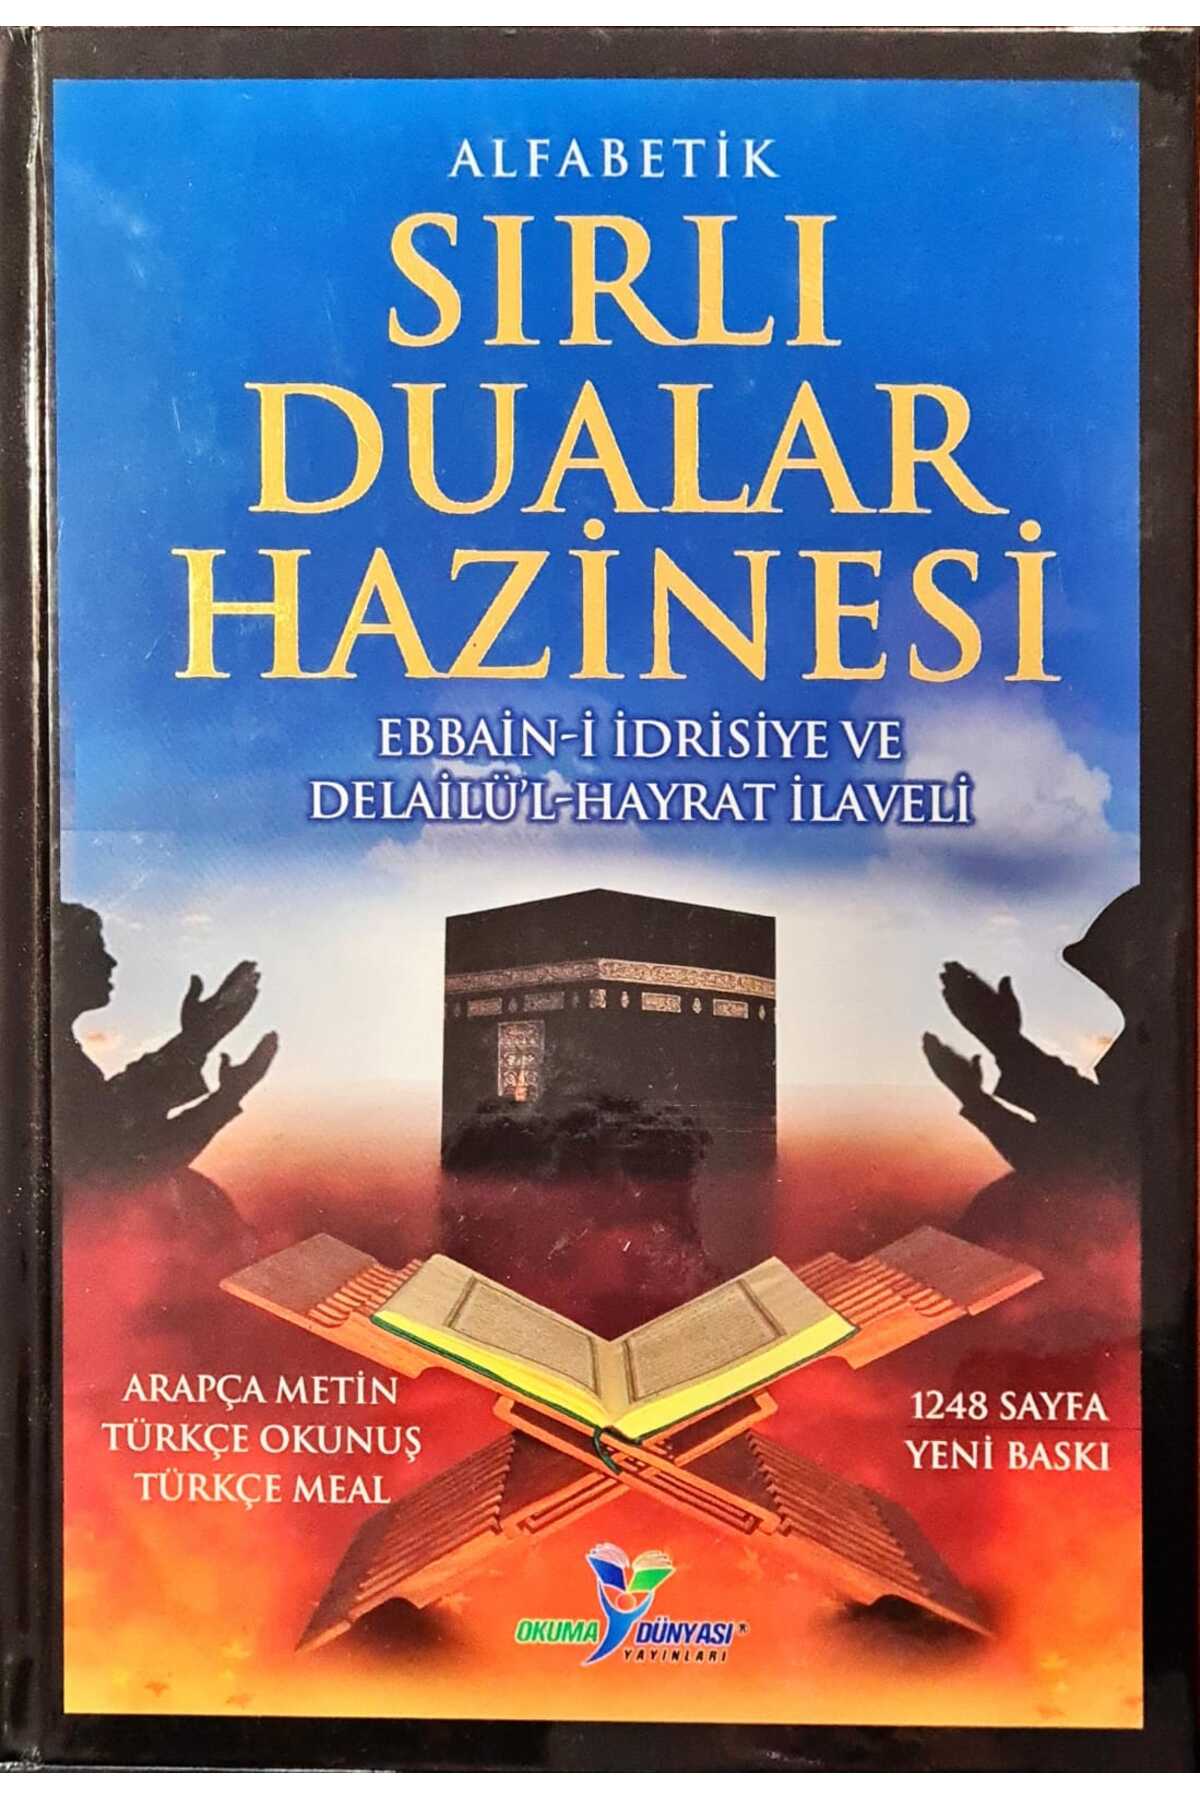 ALFABETİK
SIRLI
DUALAR
HAZİNESİ
EBBAİN-İ İDRİSİYE VE
DELAİLÜ'L-HAYRAT İLAVELİ
ARAPÇA METİN
TÜRKÇE OKUNUŞ
TÜRKÇE MEAL
1248 SAYFA
YENİ BASKI
OKUMA DÜNYASI®
YAYINLARI